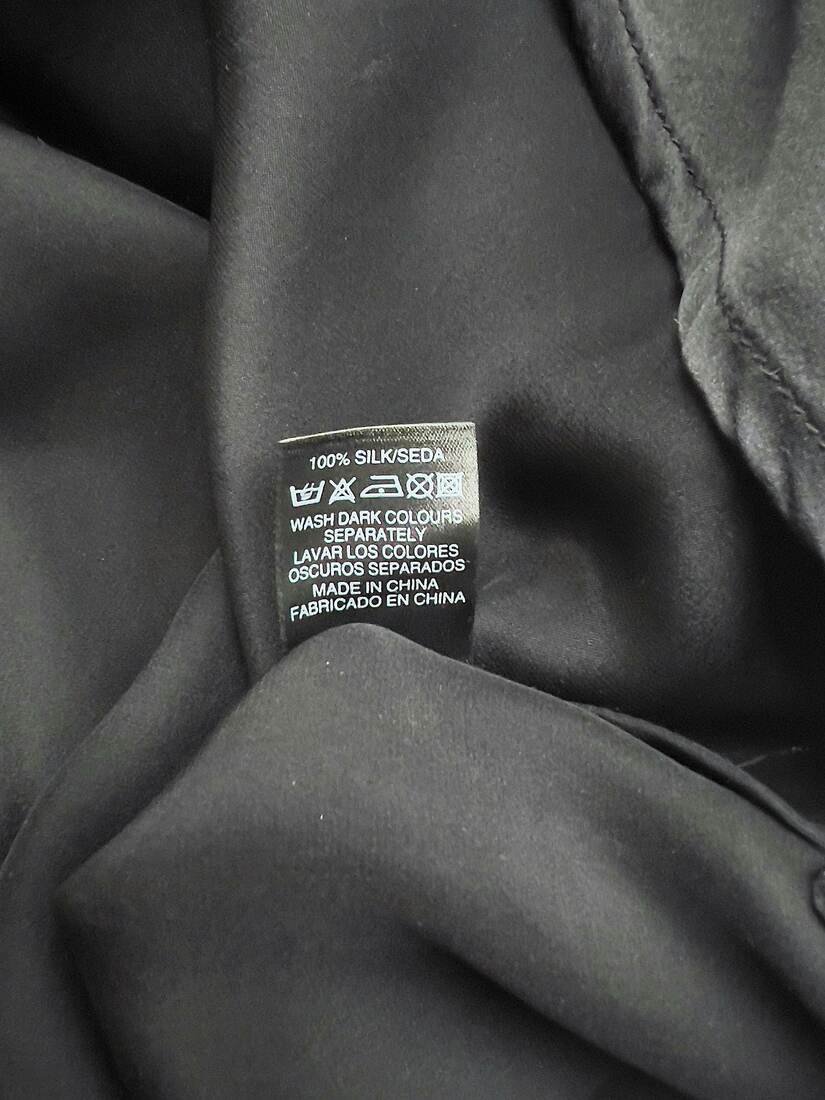 100% SILK/SEDA
WASH DARK COLOURS
SEPARATELY
LAVAR LOS COLORES
OSCUROS SEPARADOS
MADE IN CHINA
FABRICADO EN CHINA